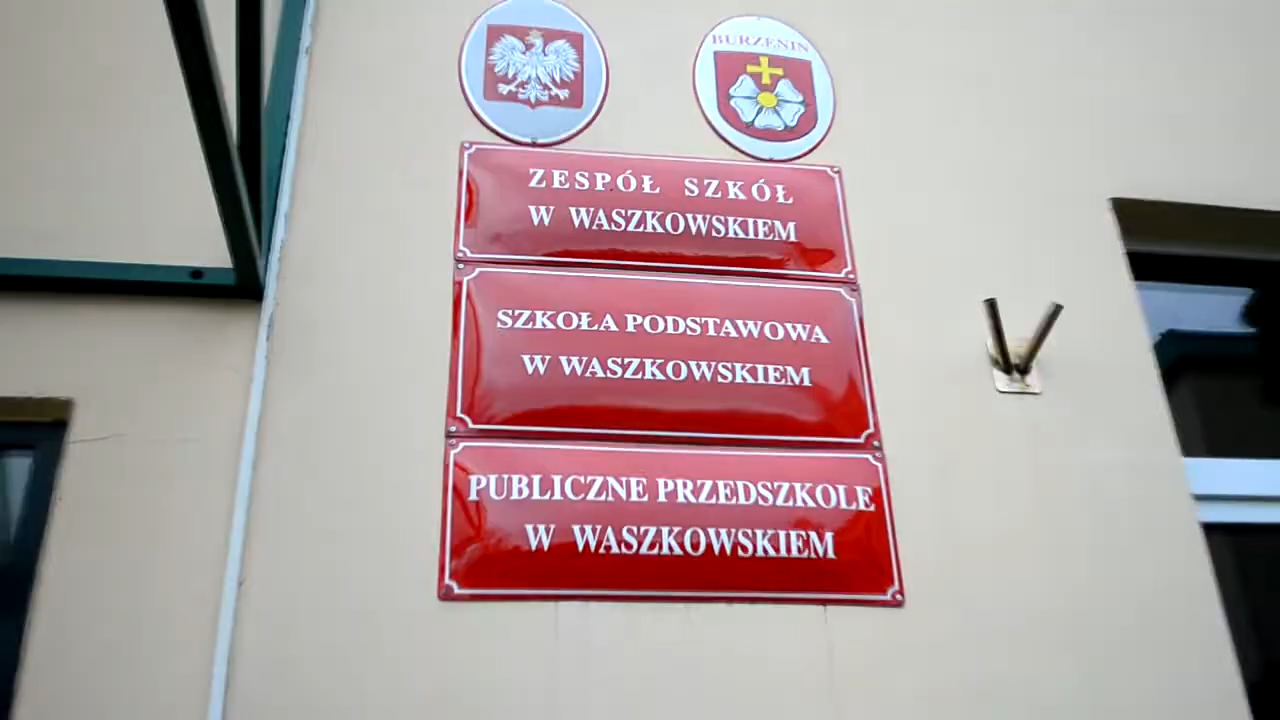 BURZENIN
ZESPÓŁ SZKÓŁ
W WASZKOWSKIEM
SZKOŁA PODSTAWOWA
W WASZKOWSKIEM
PUBLICZNE PRZEDSZKOLE
W WASZKOWSKIEM